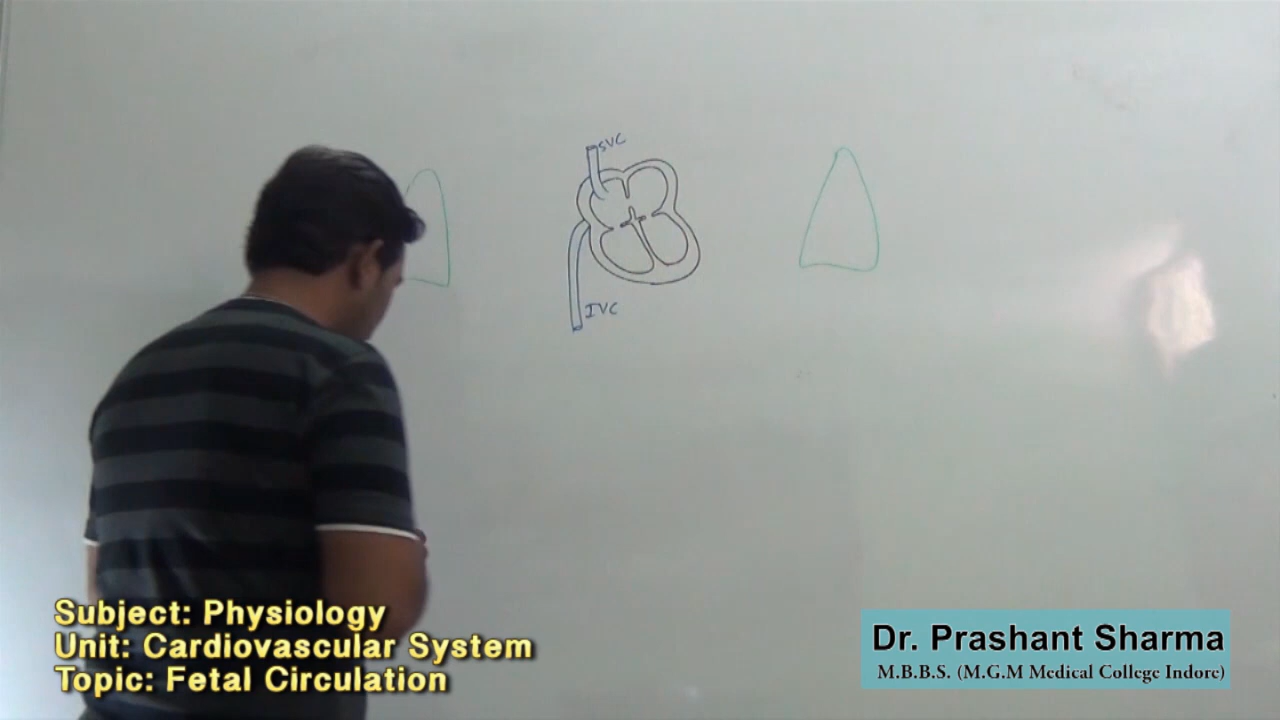 SVC
IVC
Subject: Physiology
Unit: Cardiovascular System
Topic: Fetal Circulation
Dr. Prashant Sharma
M.B.B.S. (M.G.M Medical College Indore)